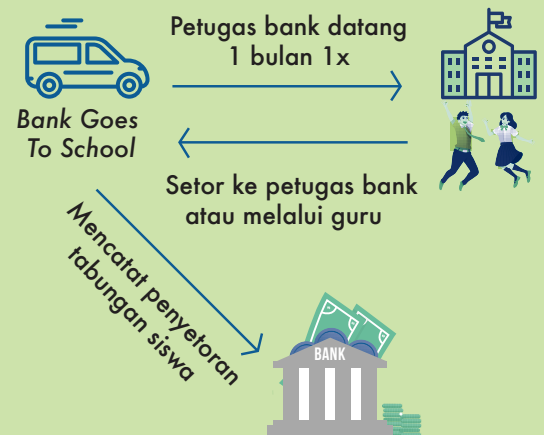 Petugas bank datang
1 bulan 1x
Bank Goes
To School
Setor ke petugas bank
atau melalui guru
Mencatat penyetoran
tabungan siswa
BANK